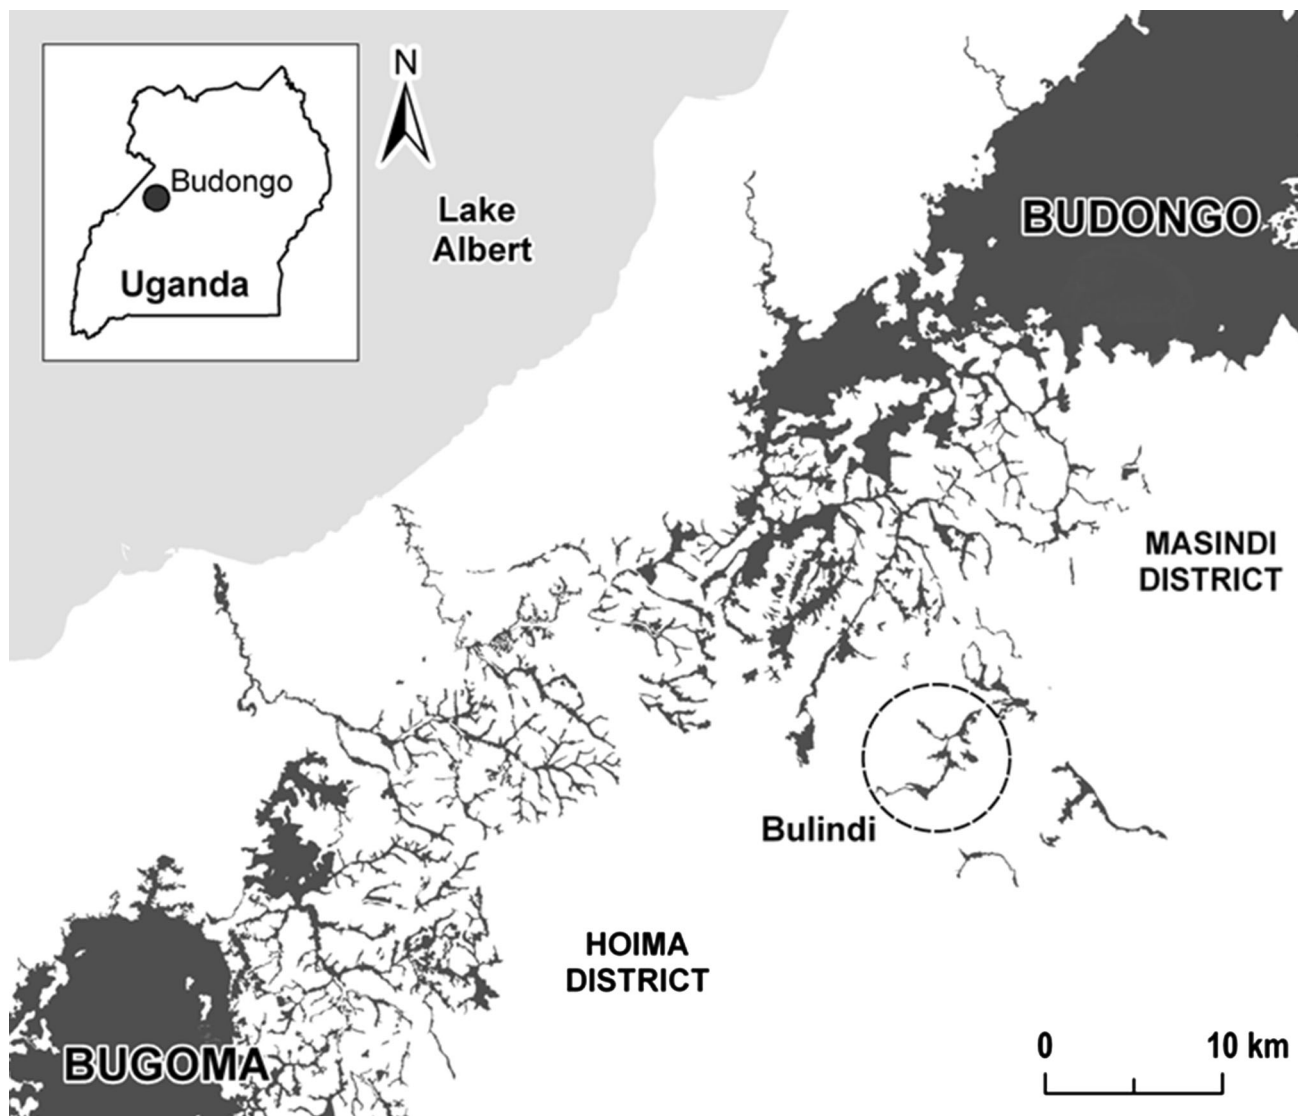 N
Budongo
Uganda
Lake
Albert
BUDONGO
MASINDI
DISTRICT
Bulindi
HOIMA
DISTRICT
BUGOMA
0 10 km